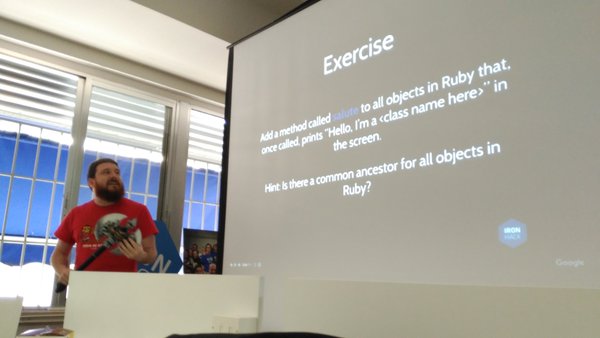 Exercise
Add a method called salute to all objects in Ruby that,
once called, prints "Hello, I'm a <class name here>" in
the screen.
Hint: Is there a common ancestor for all objects in
Ruby?
IRON
HACK
Google